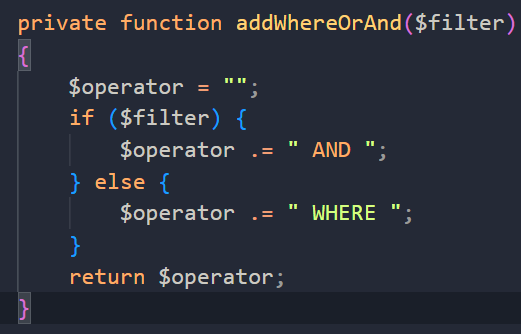 private function addWhereOrAnd($filter)
{
    $operator = "";
    if ($filter) {
        $operator .= " AND ";
    } else {
        $operator .= " WHERE ";
    }
    return $operator;
}